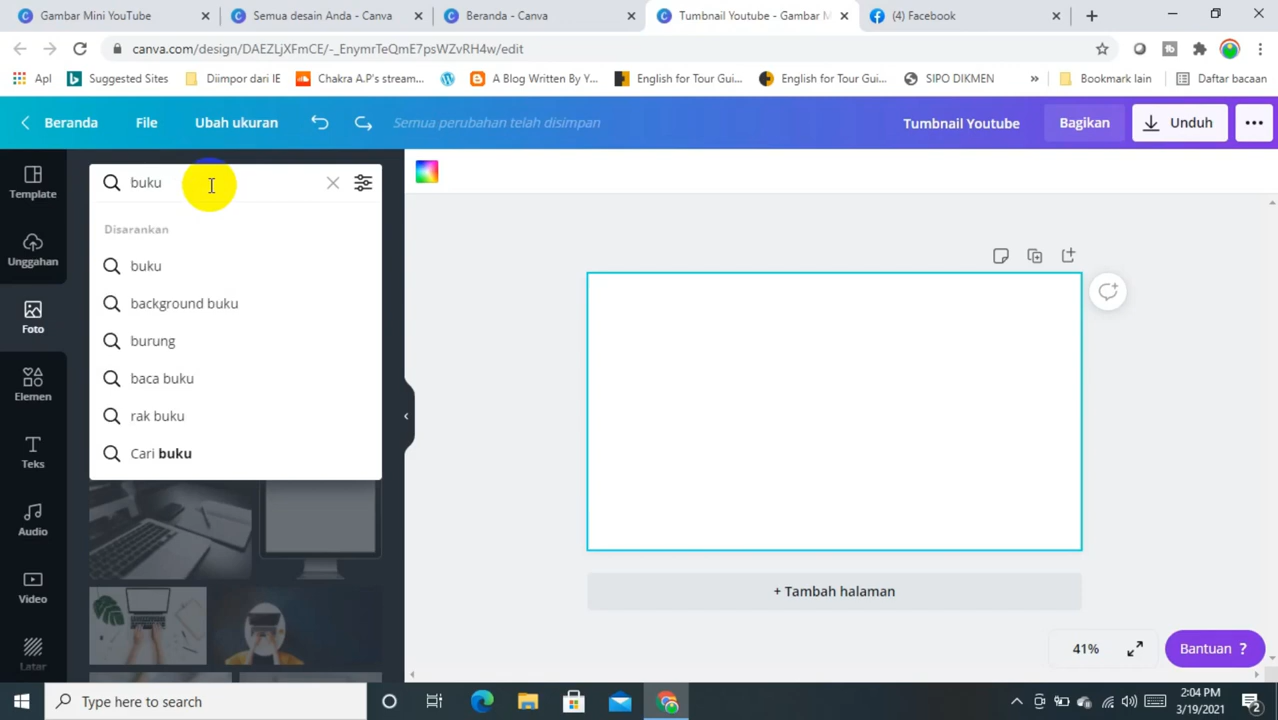 Gambar Mini YouTube
Semua desain Anda - Canva
Beranda - Canva
Tumbnail Youtube - Gambar M
(4) Facebook
canva.com/design/DAEZLjXFmCE/-_EnymrTeQmE7psWZvRH4w/edit
Apl
Suggested Sites
Diimpor dari IE
Chakra A.P's stream...
A Blog Written By Y...
English for Tour Gui...
English for Tour Gui...
SIPO DIKMEN
»
Bookmark lain
Daftar bacaan
Beranda
File
Ubah ukuran
Semua perubahan telah disimpan
Tumbnail Youtube
Bagikan
Unduh
Template
Unggahan
Foto
Elemen
Teks
Audio
Video
Latar
buku
Disarankan
buku
background buku
burung
baca buku
rak buku
Cari buku
+ Tambah halaman
41%
Bantuan ?
Type here to search
2:04 PM
3/19/2021
2